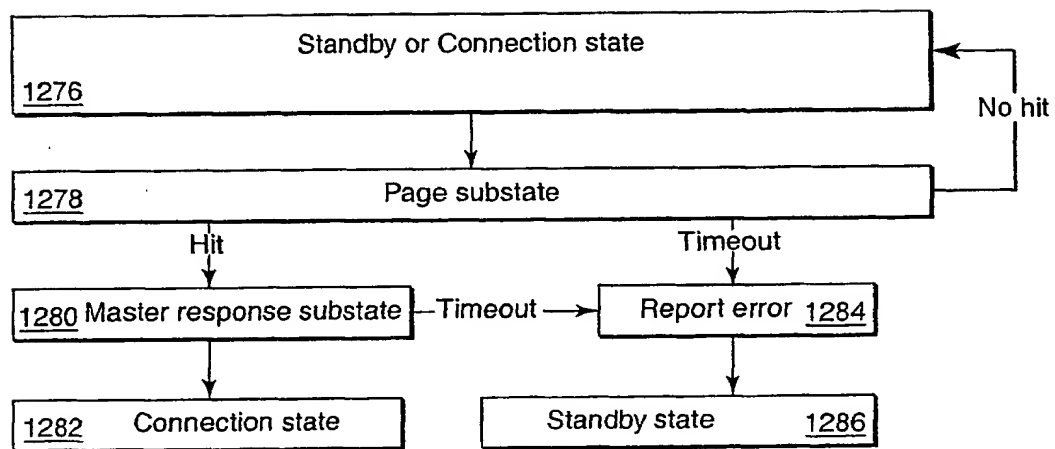 Standby or Connection state
1276
No hit
1278 Page substate
Hit
Timeout
1280 Master response substate
Timeout
Report error 1284
1282 Connection state
Standby state 1286